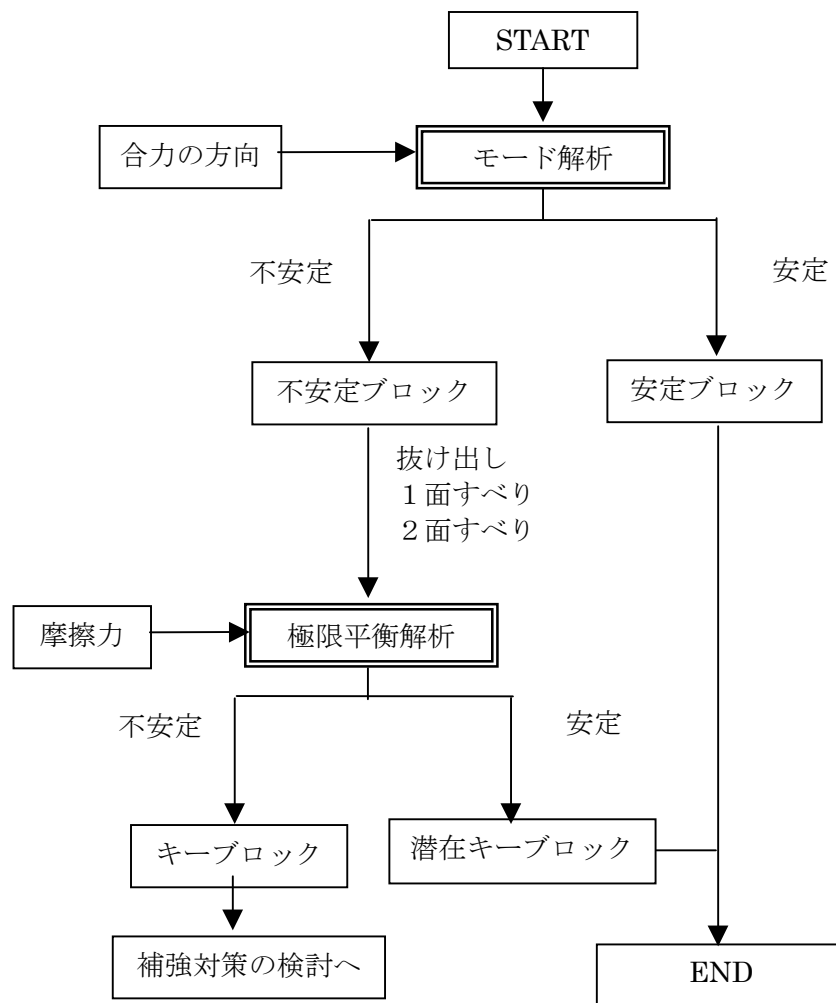 START
合力の方向
モード解析
不安定
安定
不安定ブロック
安定ブロック
抜け出し
１面すべり
２面すべり
摩擦力
極限平衡解析
不安定
安定
キーブロック
潜在キーブロック
補強対策の検討へ
END